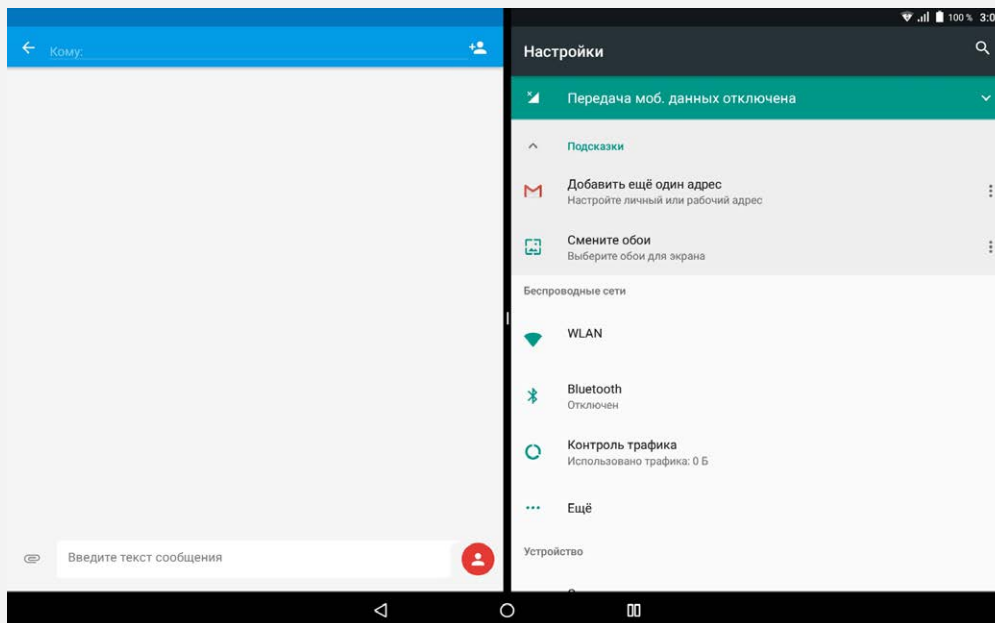 100 % 3:0
Кому:
Введите текст сообщения
Настройки
Передача моб. данных отключена
Подсказки
Добавить ещё один адрес
Настройте личный или рабочий адрес
Смените обои
Выберите обои для экрана
Беспроводные сети
WLAN
Bluetooth
Отключен
Контроль трафика
Использовано трафика: 0 Б
Ещё
Устройство